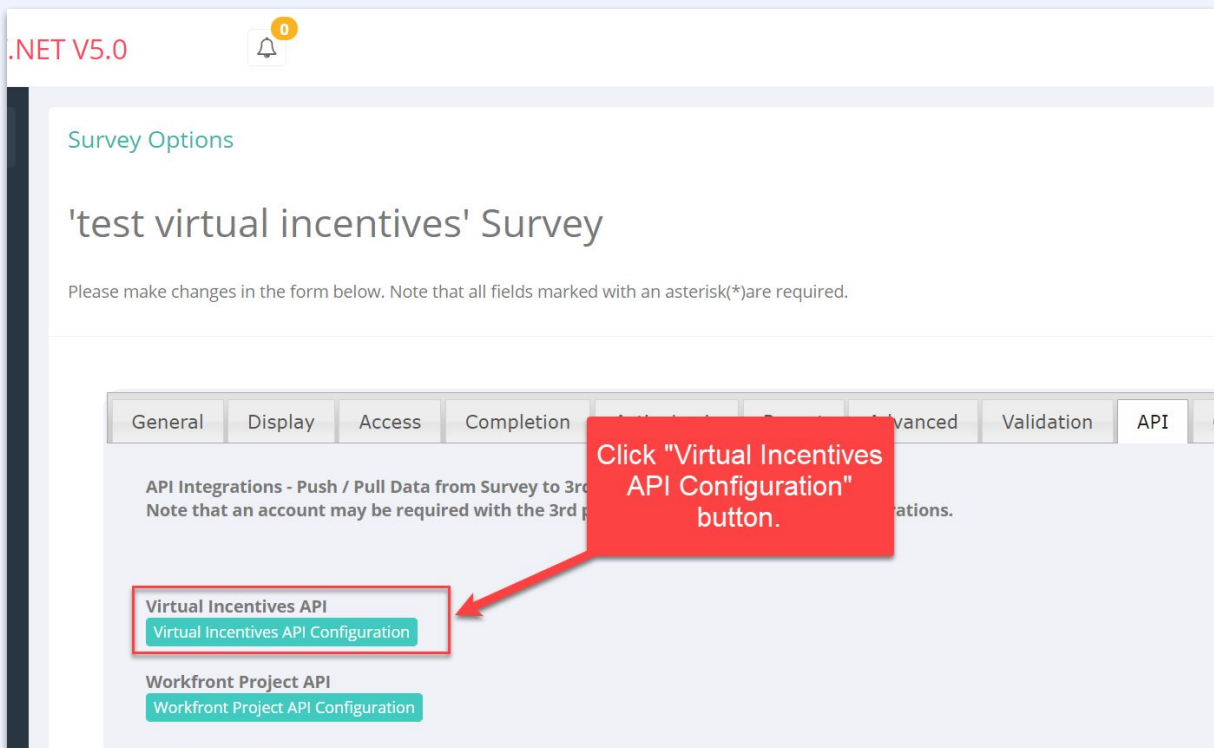 .NET V5.0
0
Survey Options
'test virtual incentives' Survey
Please make changes in the form below. Note that all fields marked with an asterisk(*)are required.
General Display Access Completion vanced Validation API
Click "Virtual Incentives
API Configuration"
button.
API Integrations - Push / Pull Data from Survey to 3r
Note that an account may be required with the 3rd ations.
Virtual Incentives API
Virtual Incentives API Configuration
Workfront Project API
Workfront Project API Configuration